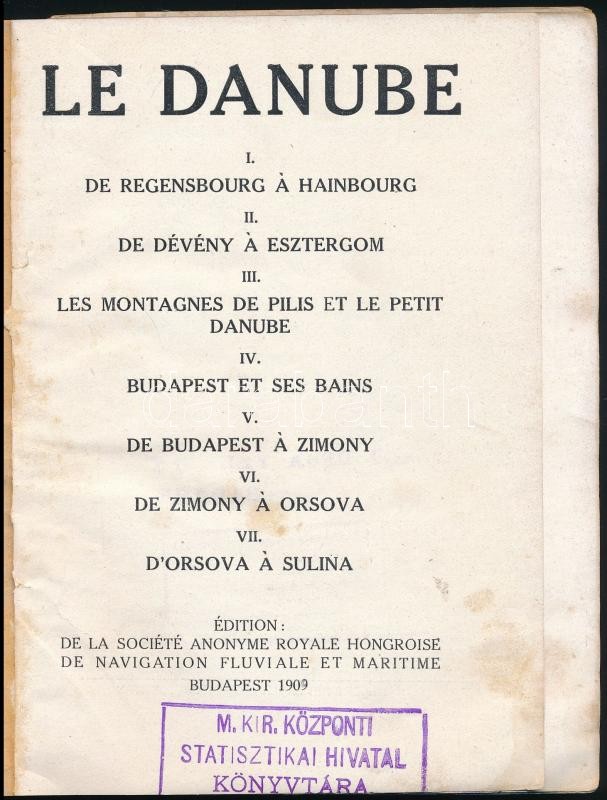 LE DANUBE
I.
DE REGENSBOURG À HAINBOURG
II.
DE DÉVÉNY À ESZTERGOM
III.
LES MONTAGNES DE PILIS ET LE PETIT
DANUBE
IV.
BUDAPEST ET SES BAINS
V.
DE BUDAPEST À ZIMONY
VI.
DE ZIMONY À ORSOVA
VII.
D'ORSOVA À SULINA
ÉDITION :
DE LA SOCIÉTÉ ANONYME ROYALE HONGROISE
DE NAVIGATION FLUVIALE ET MARITIME
BUDAPEST 1909
M. KIR. KÖZPONTI
STATISZTIKAI HIVATAL
KÖNYVTÁRA